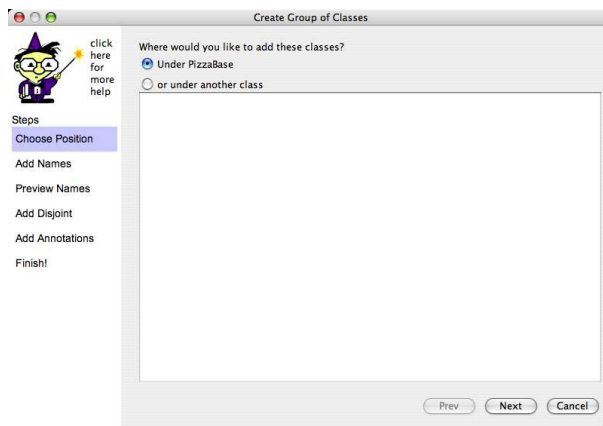 Create Group of Classes
click
here
for
more
help
Steps
Choose Position
Add Names
Preview Names
Add Disjoint
Add Annotations
Finish!
Where would you like to add these classes?
Under PizzaBase
or under another class
Prev Next Cancel